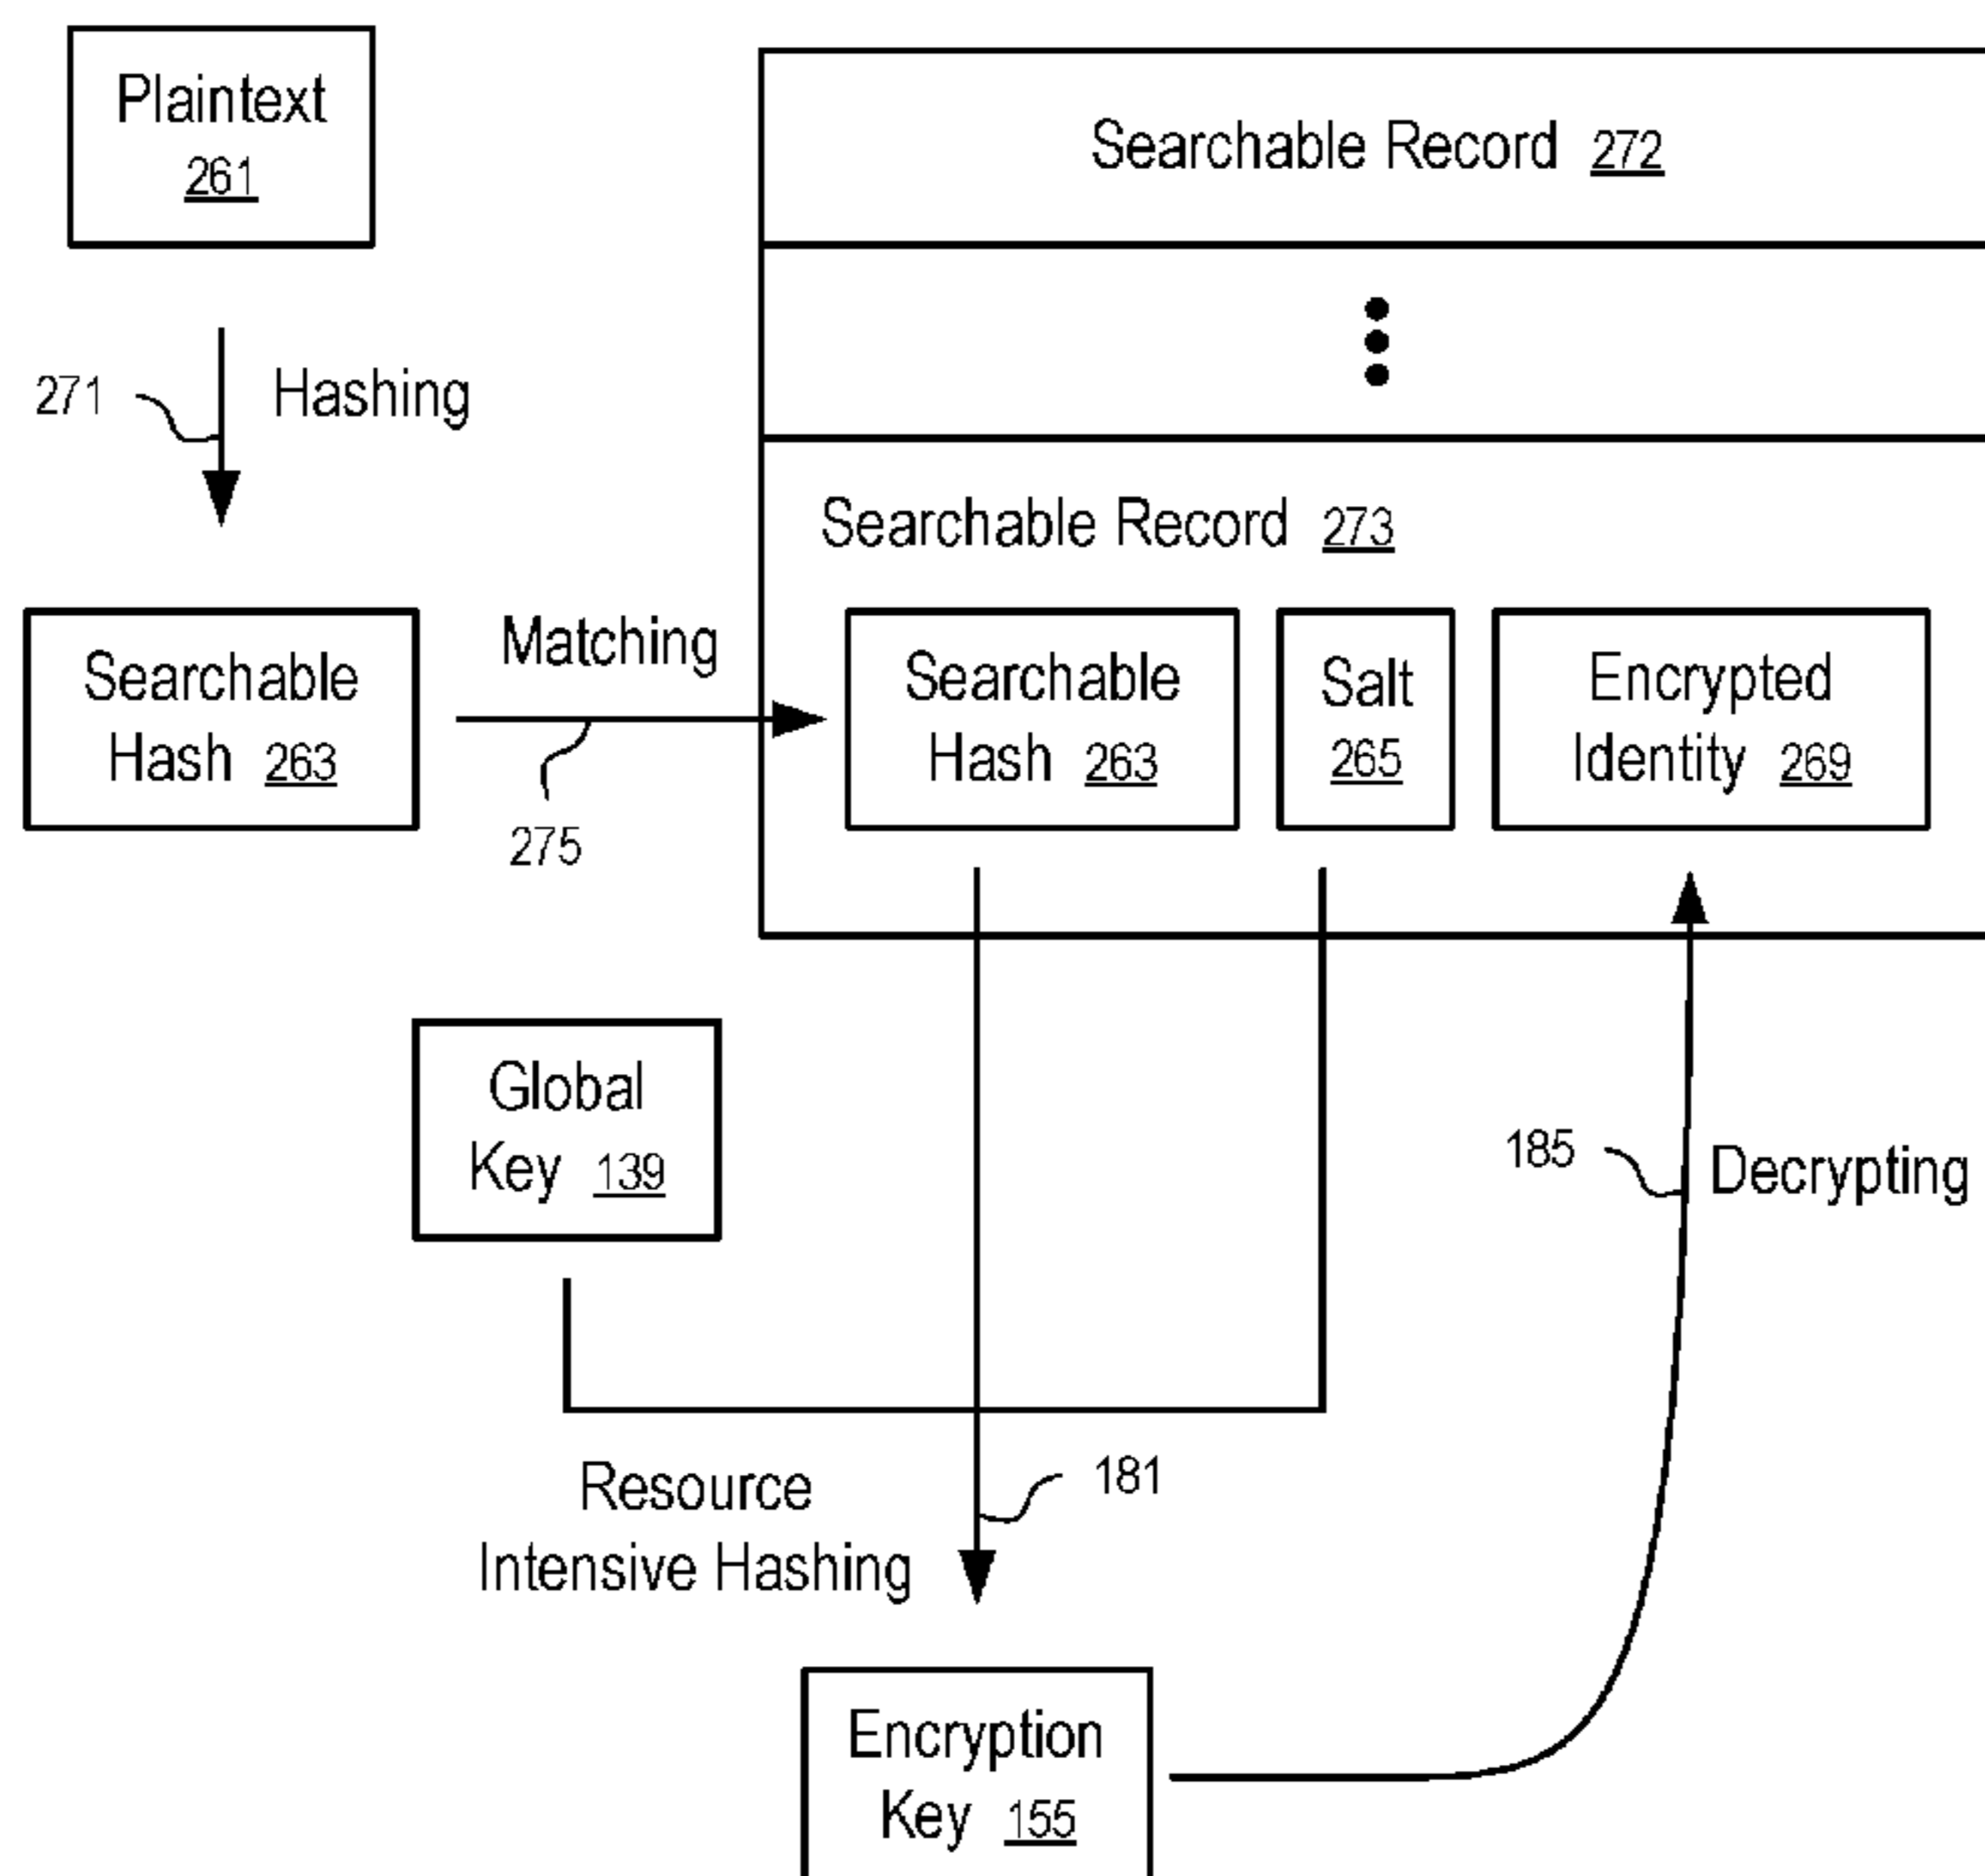 Plaintext
261
Searchable Record 272
271 Hashing
Searchable Record 273
Searchable
Hash 263
Matching
275
Searchable
Hash 263
Salt
265
Encrypted
Identity 269
Global
Key 139
185 Decrypting
Resource
Intensive Hashing
181
Encryption
Key 155